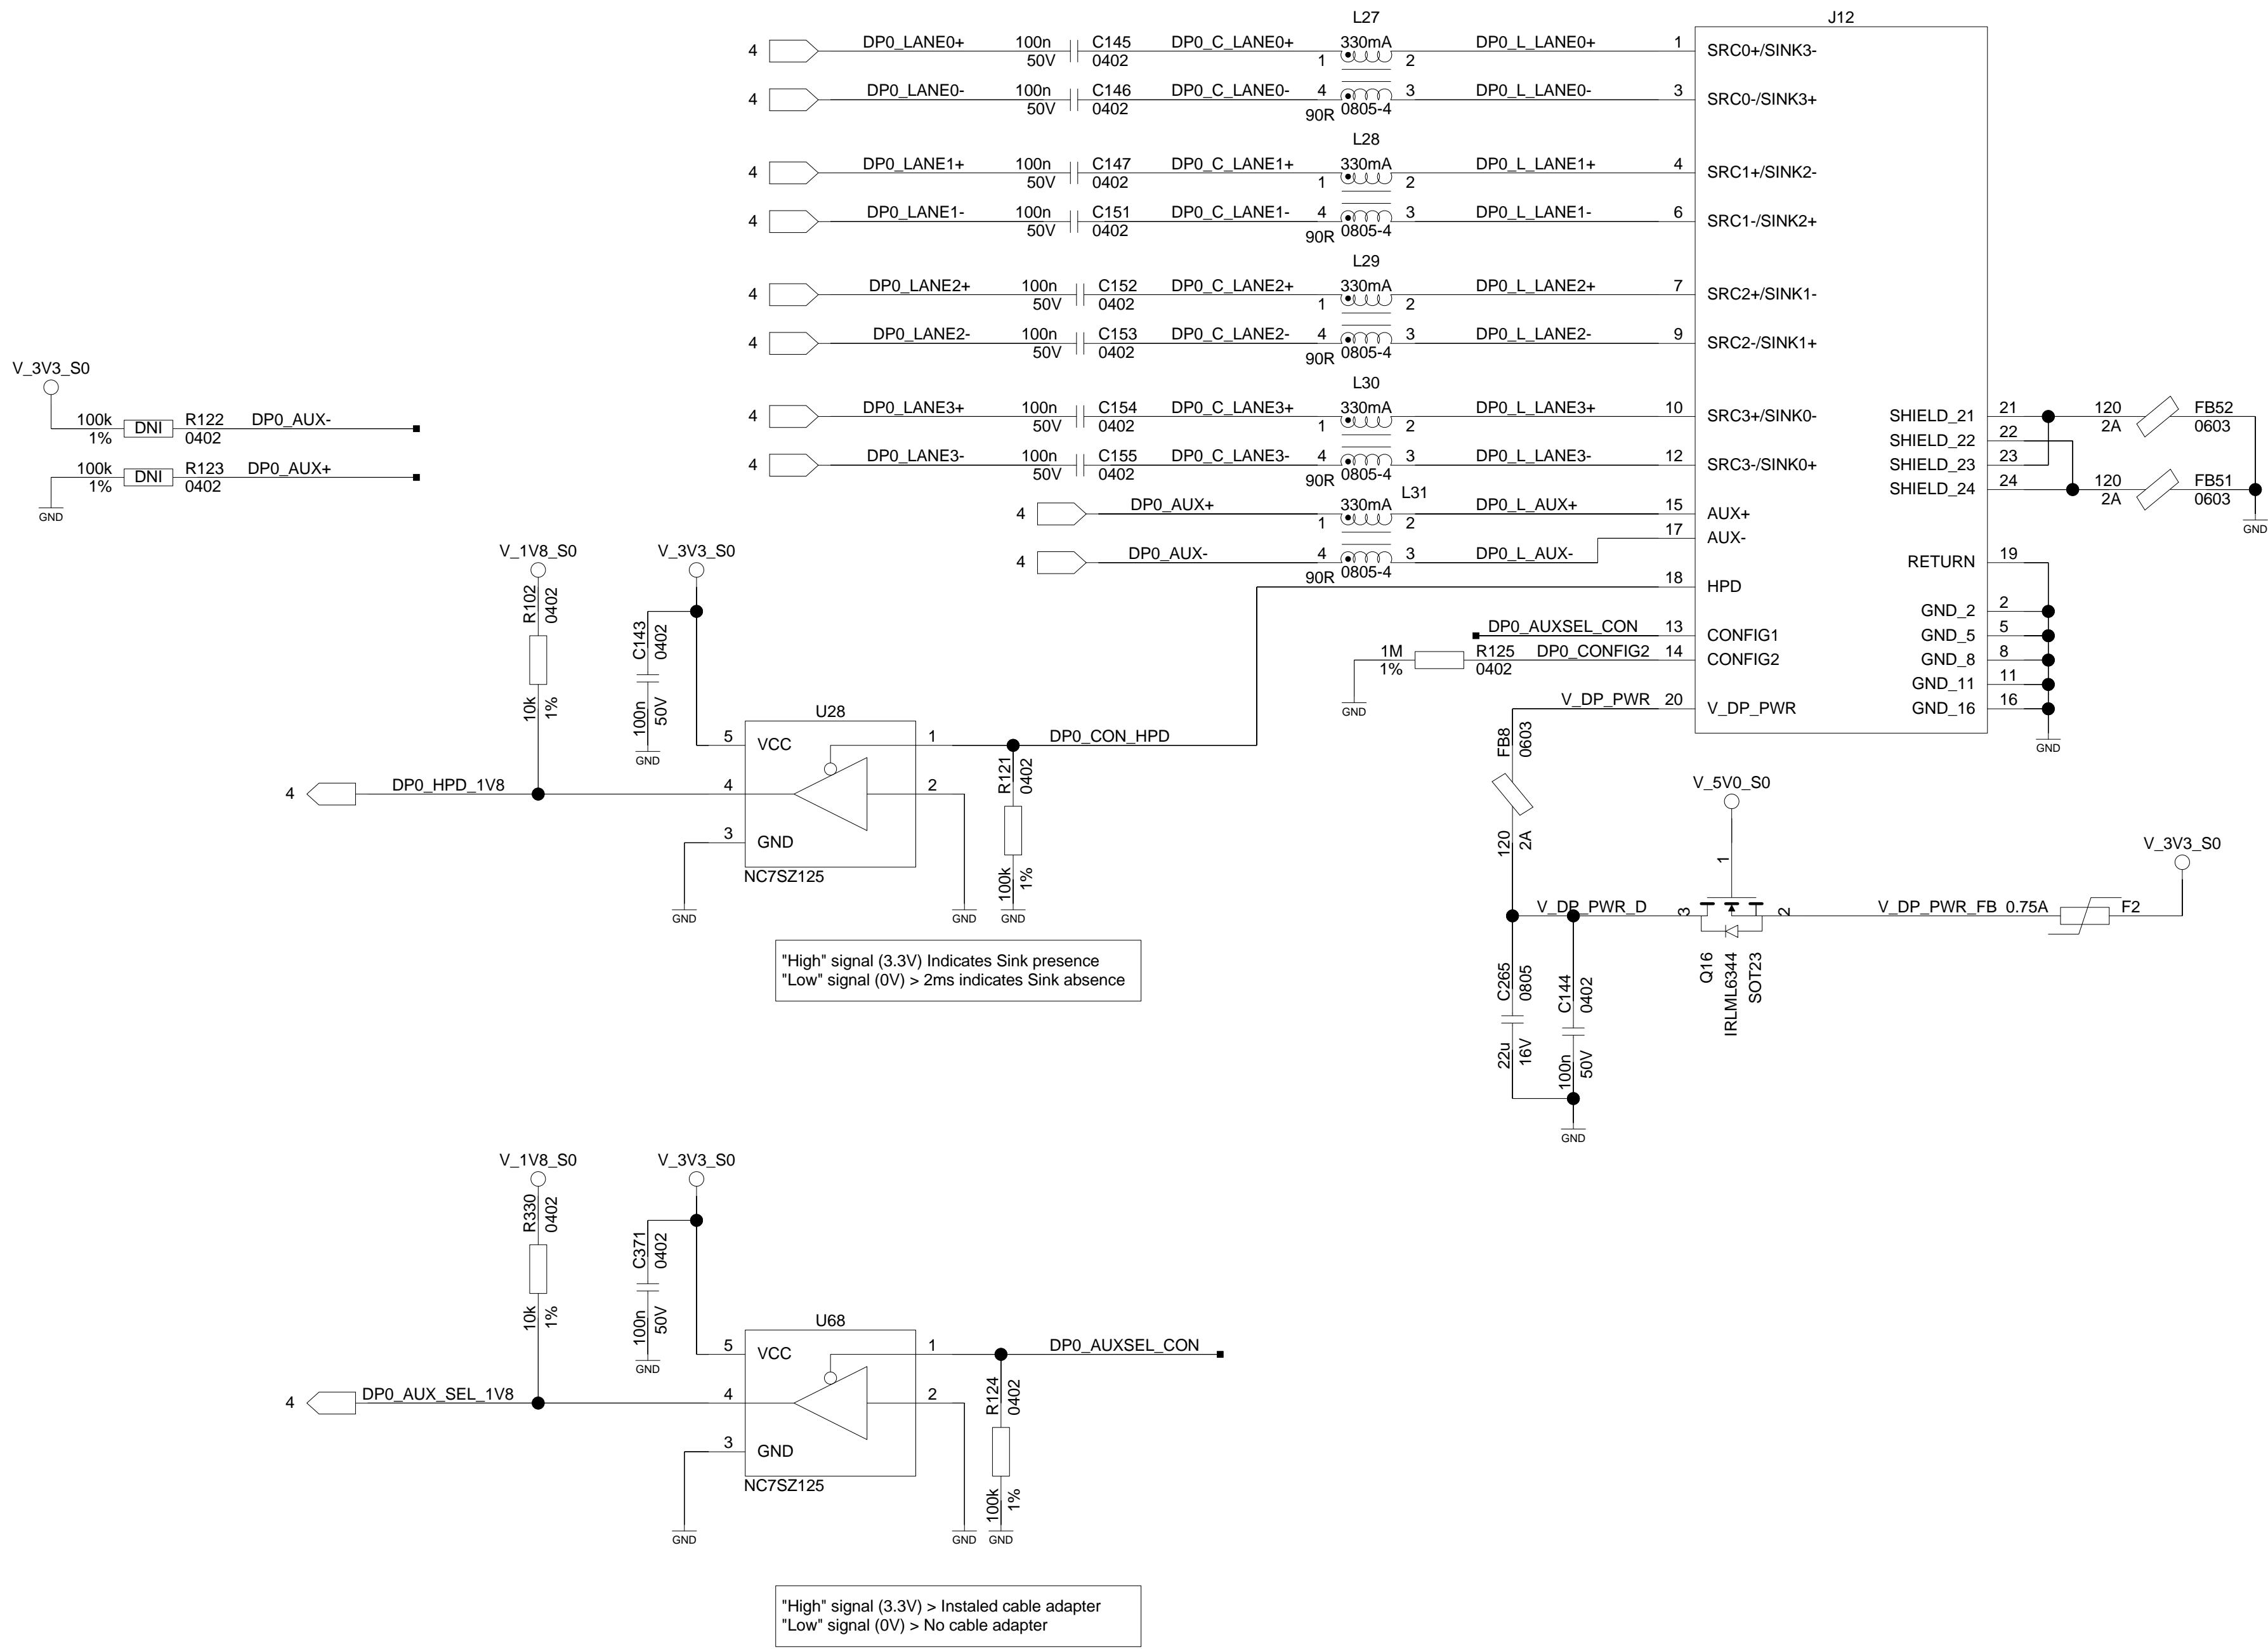 L27
J12
4 DP0_LANE0+ 100n C145 DP0_C_LANE0+ 330mA DP0_L_LANE0+ 1 SRC0+/SINK3-
50V 0402 1 2
4 DP0_LANE0- 100n C146 DP0_C_LANE0- 4 3 DP0_L_LANE0- 3 SRC0-/SINK3+
50V 0402 90R 0805-4
L28
4 DP0_LANE1+ 100n C147 DP0_C_LANE1+ 330mA DP0_L_LANE1+ 4 SRC1+/SINK2-
50V 0402 1 2
4 DP0_LANE1- 100n C151 DP0_C_LANE1- 4 3 DP0_L_LANE1- 6 SRC1-/SINK2+
50V 0402 90R 0805-4
L29
4 DP0_LANE2+ 100n C152 DP0_C_LANE2+ 330mA DP0_L_LANE2+ 7 SRC2+/SINK1-
50V 0402 1 2
4 DP0_LANE2- 100n C153 DP0_C_LANE2- 4 3 DP0_L_LANE2- 9 SRC2-/SINK1+
50V 0402 90R 0805-4
L30
4 DP0_LANE3+ 100n C154 DP0_C_LANE3+ 330mA DP0_L_LANE3+ 10 SRC3+/SINK0-
50V 0402 1 2
4 DP0_LANE3- 100n C155 DP0_C_LANE3- 4 3 DP0_L_LANE3- 12 SRC3-/SINK0+
50V 0402 90R 0805-4
L31
4 DP0_AUX+ 330mA DP0_L_AUX+ 15 AUX+
1 2
17 AUX-
4 DP0_AUX- 4 3 DP0_L_AUX-
90R 0805-4
18 HPD
DP0_AUXSEL_CON 13 CONFIG1
1M R125 DP0_CONFIG2 14 CONFIG2
1% 0402
GND
V_DP_PWR 20 V_DP_PWR
SHIELD_21 21 120 FB52
2A 0603
SHIELD_22 22
SHIELD_23 23
SHIELD_24 24 120 FB51
2A 0603
GND
RETURN 19
GND_2 2
GND_5 5
GND_8 8
GND_11 11
GND_16 16
GND
V_3V3_S0
100k DNI R122 DP0_AUX-
1% 0402
100k DNI R123 DP0_AUX+
1% 0402
GND
V_1V8_S0
R102
0402
10k
1%
V_3V3_S0
C143
0402
100n
50V
GND
U28
5 VCC 1 DP0_CON_HPD
4 DP0_HPD_1V8 4 2
3 GND
NC7SZ125
R121
0402
100k
1%
GND GND GND
"High" signal (3.3V) Indicates Sink presence
"Low" signal (0V) > 2ms indicates Sink absence
FB8
0603
120
2A
V_5V0_S0
1
V_3V3_S0
V_DP_PWR_D 3 2 V_DP_PWR_FB 0.75A F2
Q16
IRLML6344
SOT23
C265
0805
22u
16V
C144
0402
100n
50V
GND
V_1V8_S0
R330
0402
10k
1%
V_3V3_S0
C371
0402
100n
50V
GND
U68
5 VCC 1 DP0_AUXSEL_CON
4 DP0_AUX_SEL_1V8 4 2
3 GND
NC7SZ125
R124
0402
100k
1%
GND GND GND
"High" signal (3.3V) > Instaled cable adapter
"Low" signal (0V) > No cable adapter